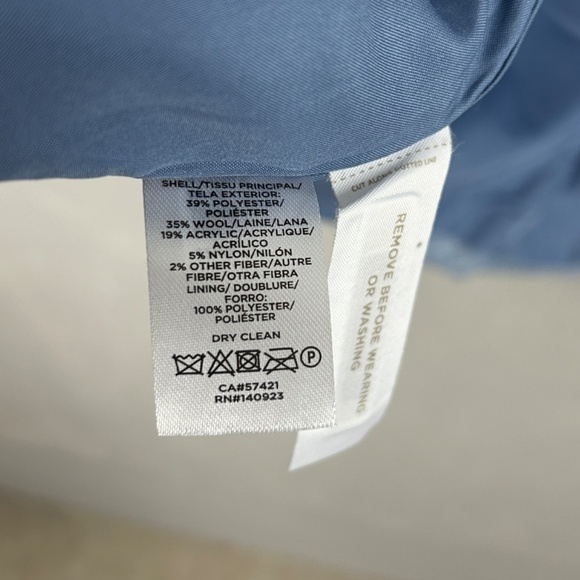 SHELL/TISSU PRINCIPAL/
TELA EXTERIOR:
39% POLYESTER/
POLIÉSTER
35% WOOL/LAINE/LANA
19% ACRYLIC/ACRYLIQUE/
ACRÍLICO
5% NYLON/NILÓN
2% OTHER FIBER/AUTRE
FIBRE/OTRA FIBRA
LINING/ DOUBLURE/
FORRO:
100% POLYESTER/
POLIÉSTER
DRY CLEAN
P
CA#57421
RN#140923
CUT ALONG DOTTED LINE
REMOVE BEFORE WEARING
OR WASHING